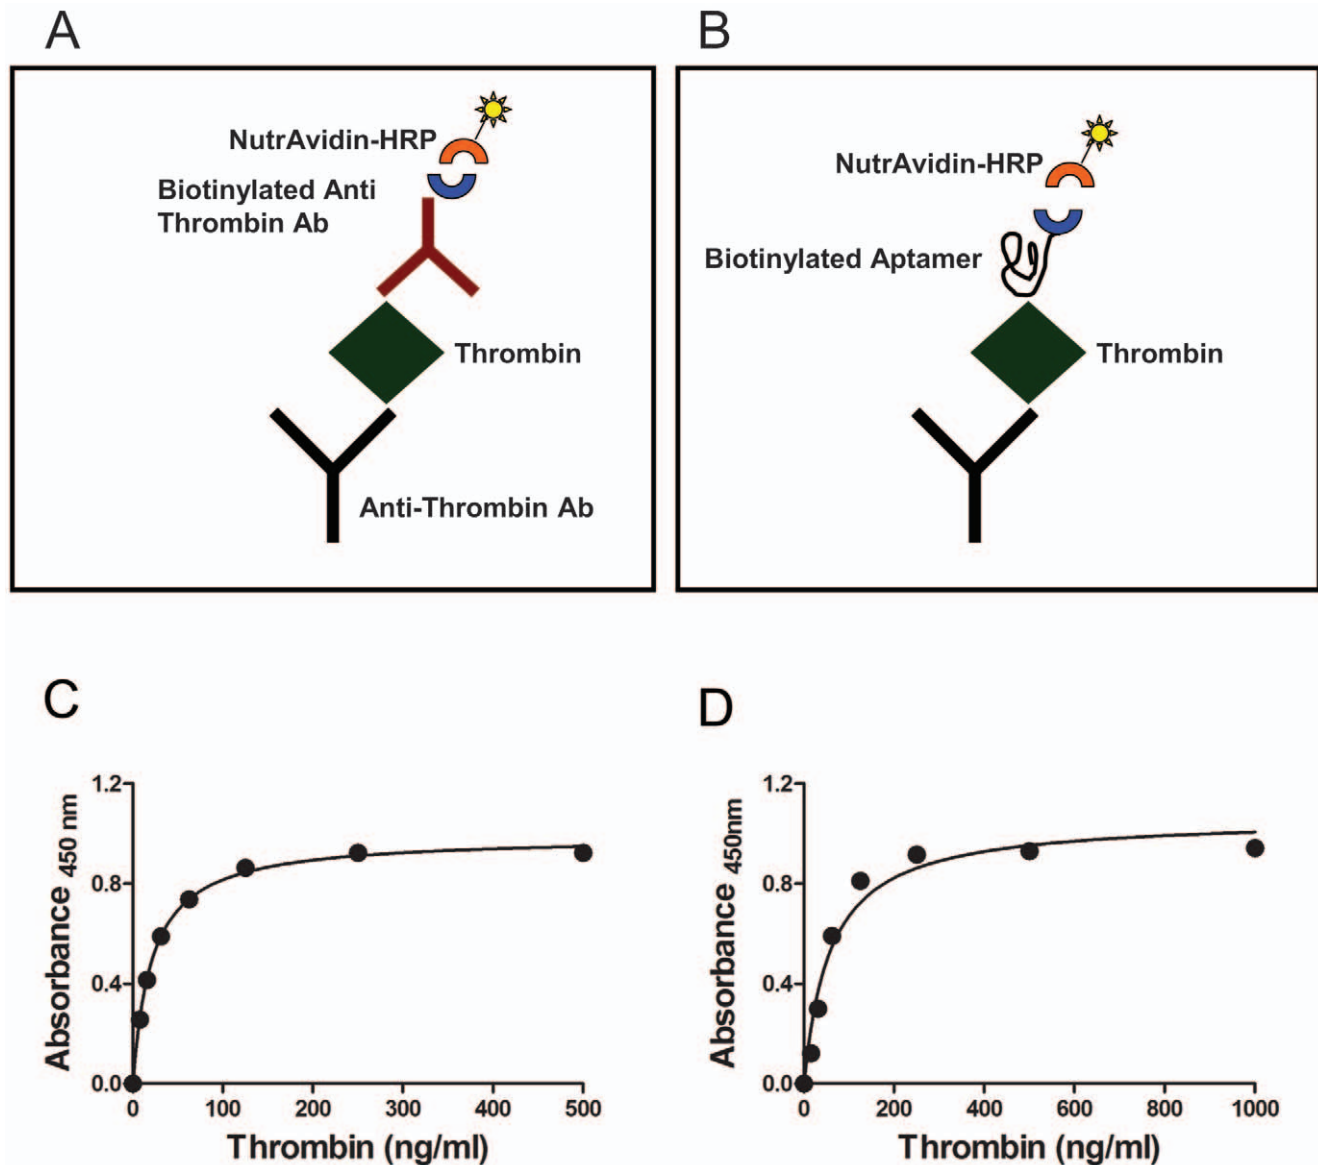 A
B
NutrAvidin-HRP
Biotinylated Anti
Thrombin Ab
Thrombin
Anti-Thrombin Ab
NutrAvidin-HRP
Biotinylated Aptamer
Thrombin
C
D
1.2
0.8
0.4
0.0
Absorbance 450 nm
0 100 200 300 400 500
Thrombin (ng/ml)
1.2
0.8
0.4
0.0
Absorbance 450nm
0 200 400 600 800 1000
Thrombin (ng/ml)